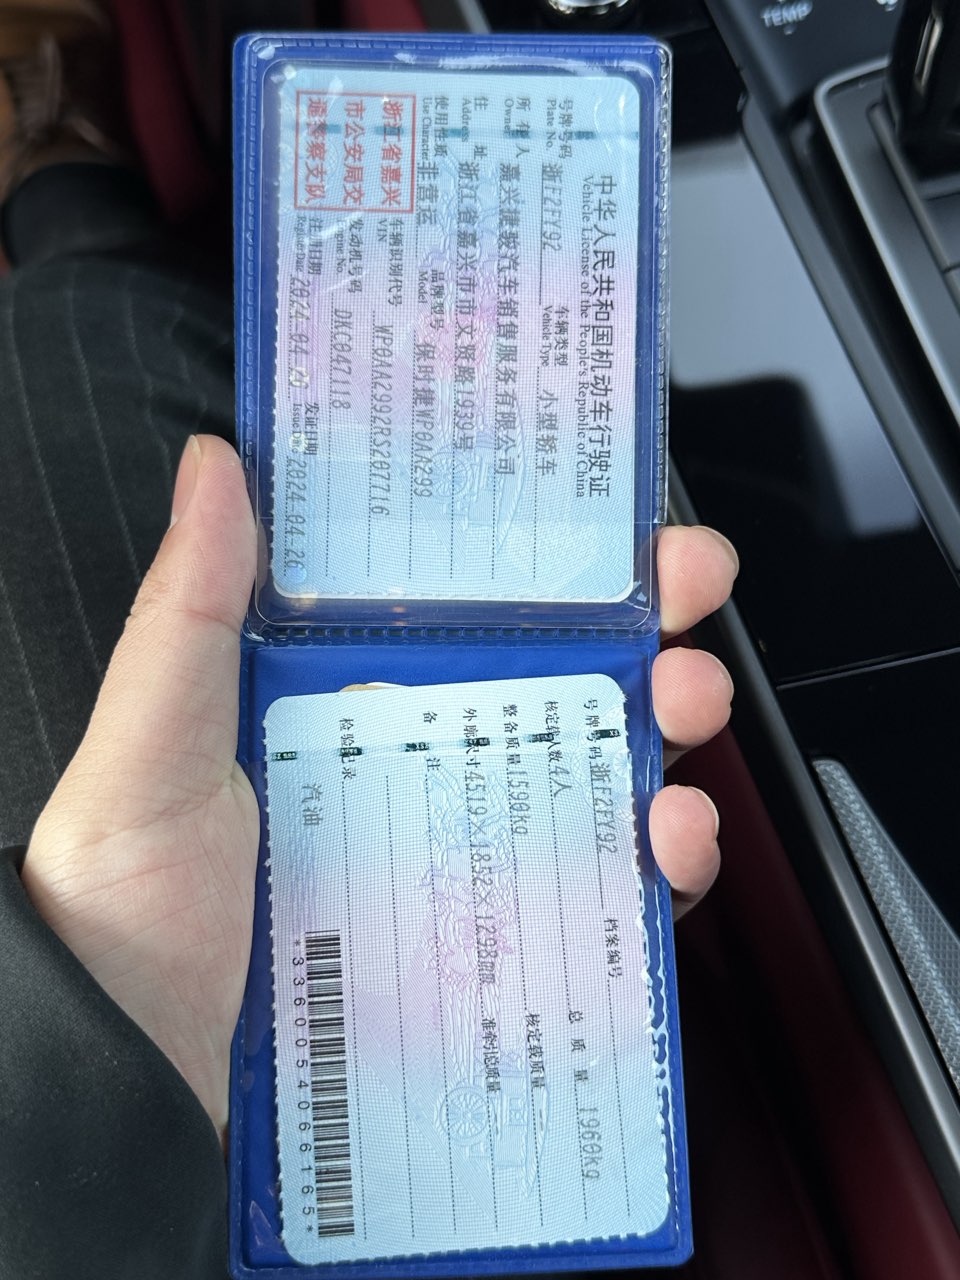 中华人民共和国机动车行驶证
Vehicle License of the People's Republic of China
号牌号码 浙F2FY92 车辆类型 小型轿车
Plate No. Vehicle Type
所有人 嘉兴捷骏汽车销售服务有限公司
Owner
住址 浙江省嘉兴市市文贤路1939号
Address
使用性质 非营运 品牌型号 保时捷WP0AA299
Use Character Model
浙江省嘉兴
市公安局交
通警察支队
车辆识别代号 WP0AA2992RS207716
VIN
发动机号码 DKC047118
Engine No.
注册日期 2024.04.26 发证日期 2024.04.26
Register Date Issue Date
号牌号码 浙F2FY92 档案编号
核定载人数 4人 总质量 1960kg
整备质量 1590kg 核定载质量
外廓尺寸 4519×1852×1298mm 准牵引总质量
备注
检验记录
汽油
*3360054066165*
TEMP